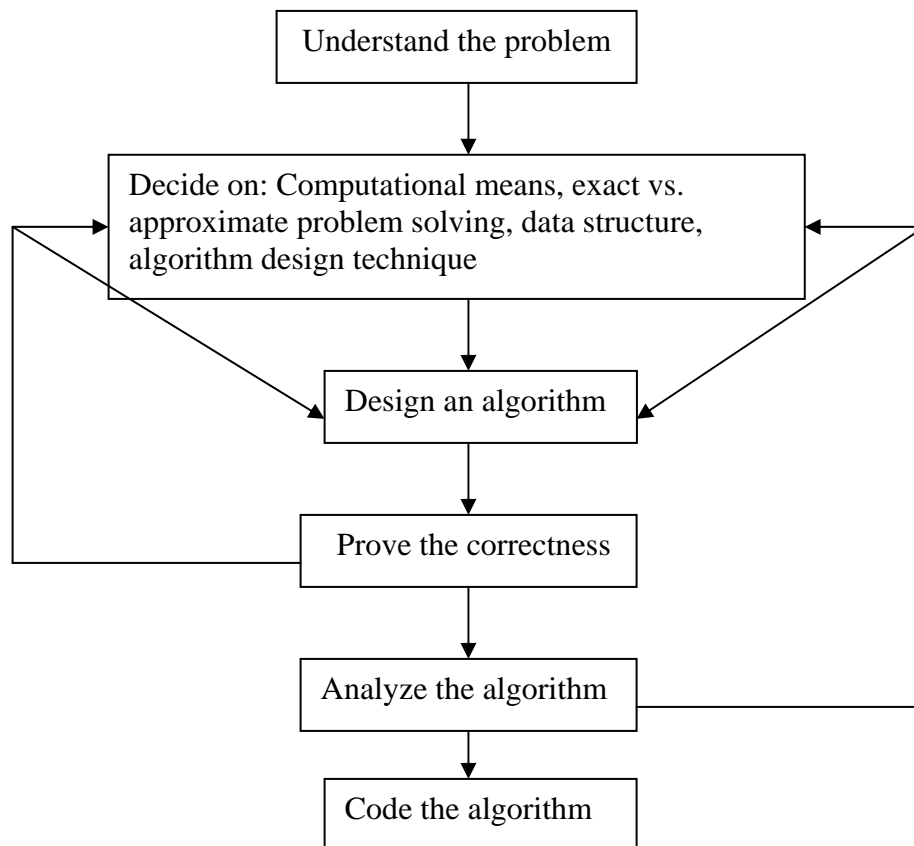 Understand the problem
Decide on: Computational means, exact vs.
approximate problem solving, data structure,
algorithm design technique
Design an algorithm
Prove the correctness
Analyze the algorithm
Code the algorithm